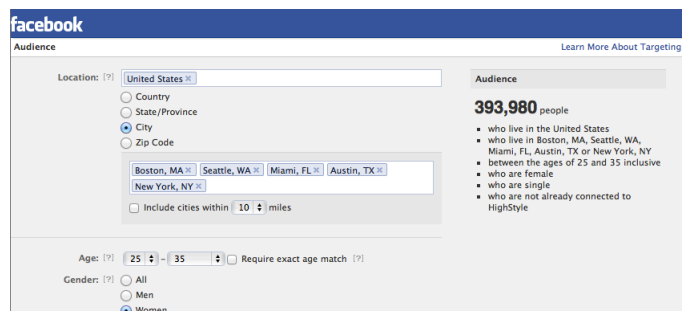 facebook
Audience
Learn More About Targeting
Location: [?] United States ×
Country
State/Province
City
Zip Code
Boston, MA × Seattle, WA × Miami, FL × Austin, TX ×
New York, NY ×
Include cities within 10 miles
Age: [?] 25 – 35 Require exact age match [?]
Gender: [?] All
Men
Women
Audience
393,980 people
who live in the United States
who live in Boston, MA, Seattle, WA,
Miami, FL, Austin, TX or New York, NY
between the ages of 25 and 35 inclusive
who are female
who are single
who are not already connected to
HighStyle